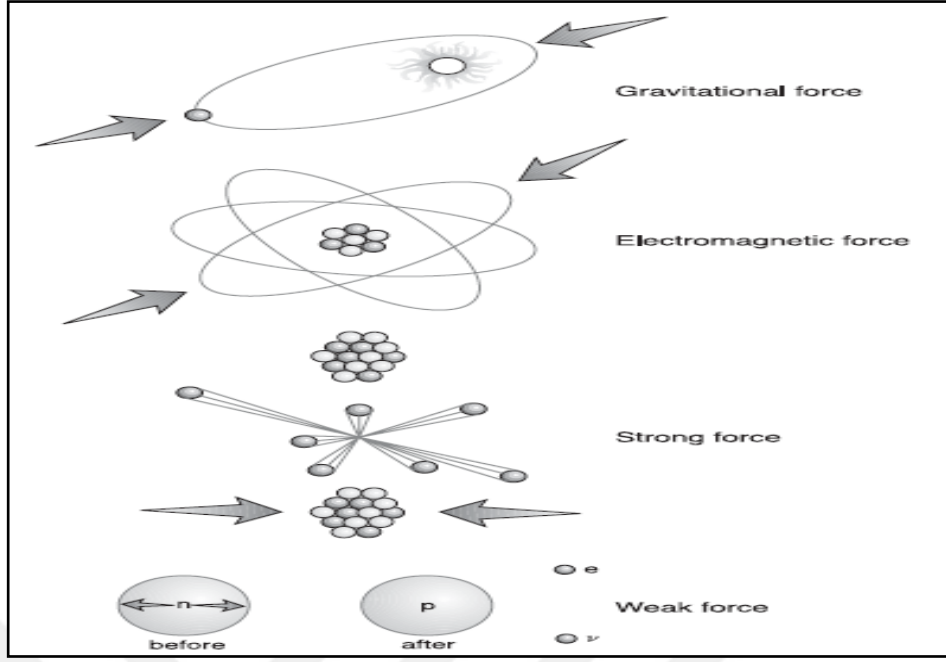 Gravitational force
Electromagnetic force
Strong force
e
n
p
Weak force
before
after
ν